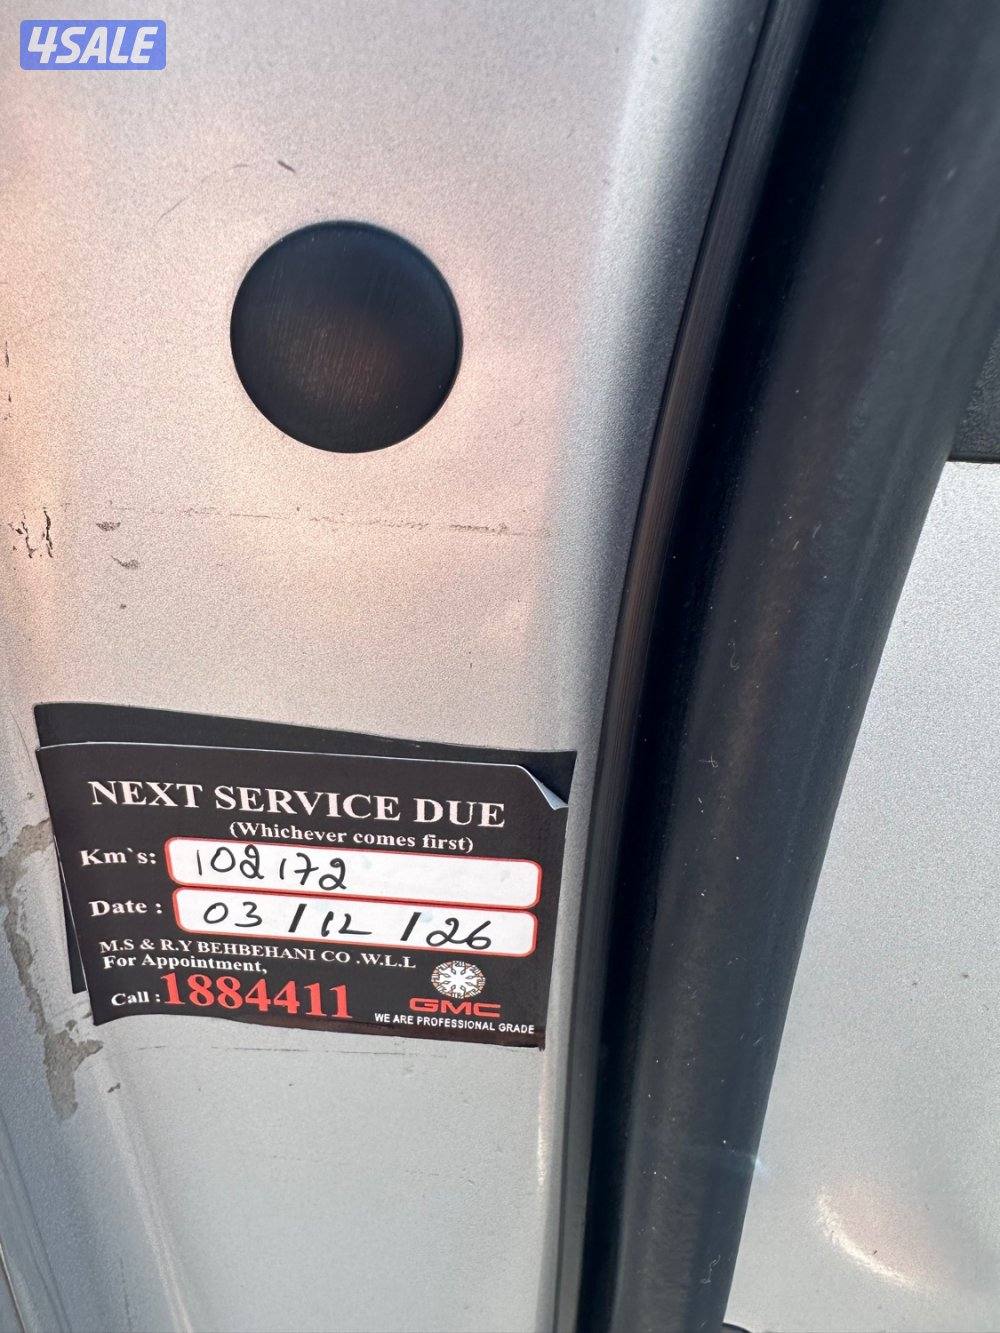 4SALE
NEXT SERVICE DUE
(Whichever comes first)
Km`s: 102172
Date : 03/12/26
M.S & R.Y BEHBEHANI CO .W.L.L
For Appointment,
Call : 1884411
GMC
WE ARE PROFESSIONAL GRADE